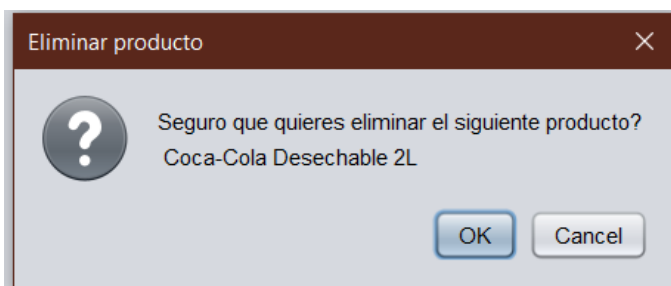 Eliminar producto
Seguro que quieres eliminar el siguiente producto?
Coca-Cola Desechable 2L
OK Cancel